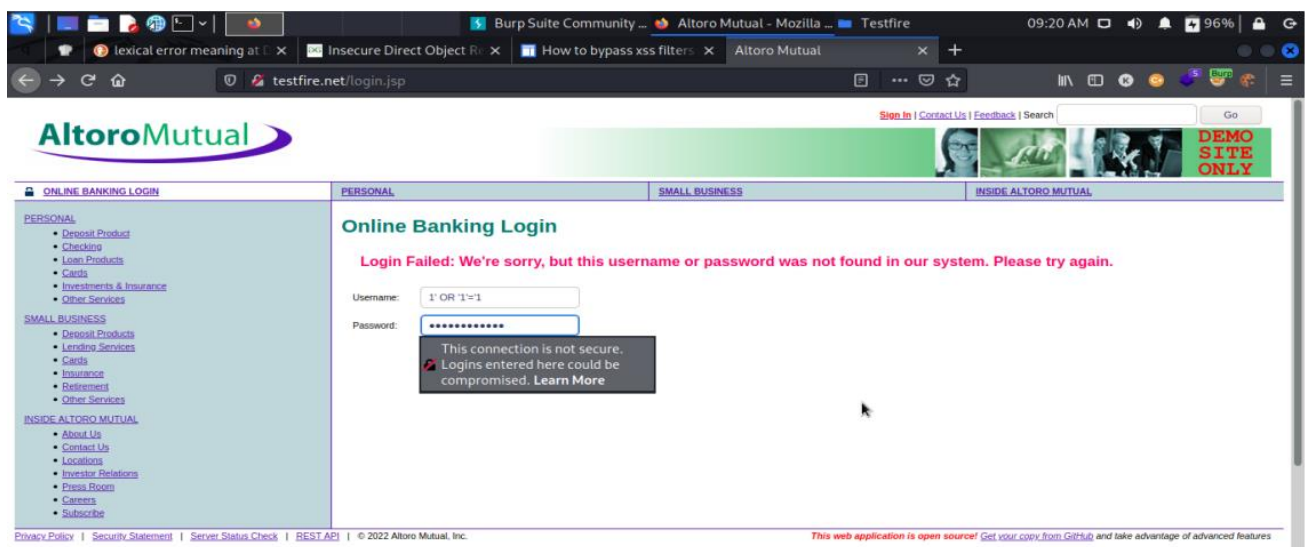 Burp Suite Community ...
Altoro Mutual - Mozilla ...
Testfire
09:20 AM
96%
lexical error meaning at
Insecure Direct Object Re
How to bypass xss filters
Altoro Mutual
testfire.net/login.jsp
5
Burp
AltoroMutual
Sign In | Contact Us | Feedback | Search
Go
DEMO
SITE
ONLY
ONLINE BANKING LOGIN
PERSONAL
SMALL BUSINESS
INSIDE ALTORO MUTUAL
PERSONAL
Deposit Product
Checking
Loan Products
Cards
Investments & Insurance
Other Services
SMALL BUSINESS
Deposit Products
Lending Services
Cards
Insurance
Retirement
Other Services
INSIDE ALTORO MUTUAL
About Us
Contact Us
Locations
Investor Relations
Press Room
Careers
Subscribe
Online Banking Login
Login Failed: We're sorry, but this username or password was not found in our system. Please try again.
Username: 1' OR '1'='1
Password: ••••••••••••
This connection is not secure.
Logins entered here could be
compromised. Learn More
Privacy Policy | Security Statement | Server Status Check | REST API | © 2022 Altoro Mutual, Inc.
This web application is open source! Get your copy from GitHub and take advantage of advanced features